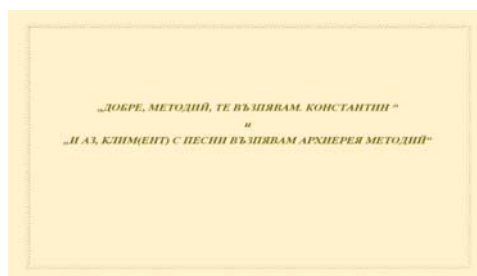 „ДОБРЕ, МЕТОДИЙ, ТЕ ВЪЗПЯВАМ. КОНСТАНТИН “
и
„И АЗ, КЛИМ(ЕНТ) С ПЕСНИ ВЪЗПЯВАМ АРХИЕРЕЯ МЕТОДИЙ“